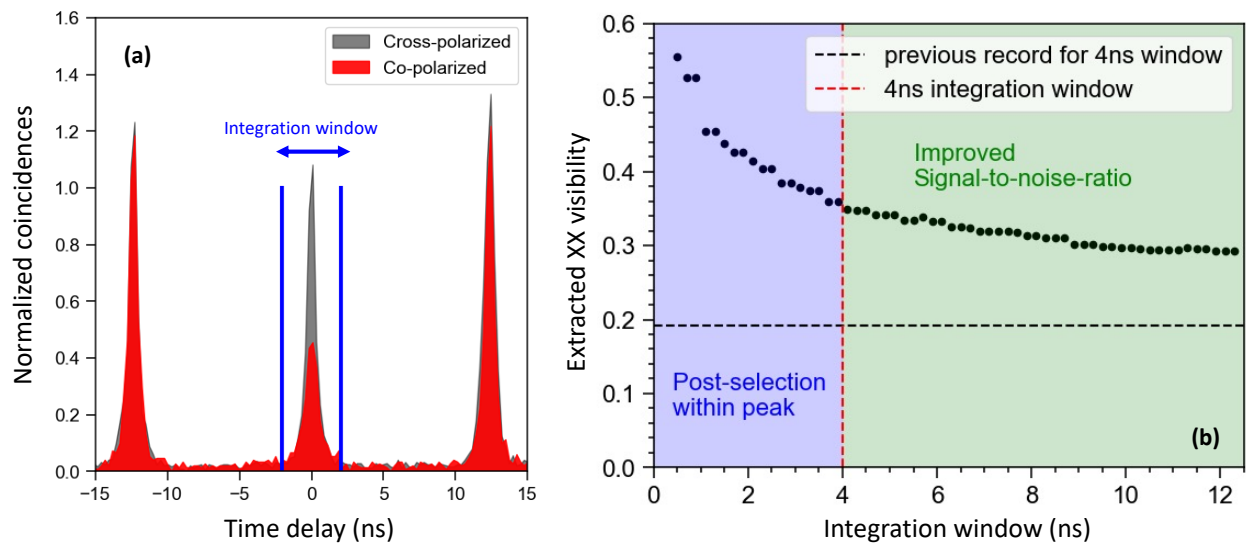 (a)
Cross-polarized
Co-polarized
Integration window
Normalized coincidences
1.6
1.4
1.2
1.0
0.8
0.6
0.4
0.2
0.0
−15
−10
−5
0
5
10
15
Time delay (ns)
previous record for 4ns window
4ns integration window
Improved
Signal-to-noise-ratio
Post-selection
within peak
(b)
Extracted XX visibility
0.6
0.5
0.4
0.3
0.2
0.1
0.0
0
2
4
6
8
10
12
Integration window (ns)